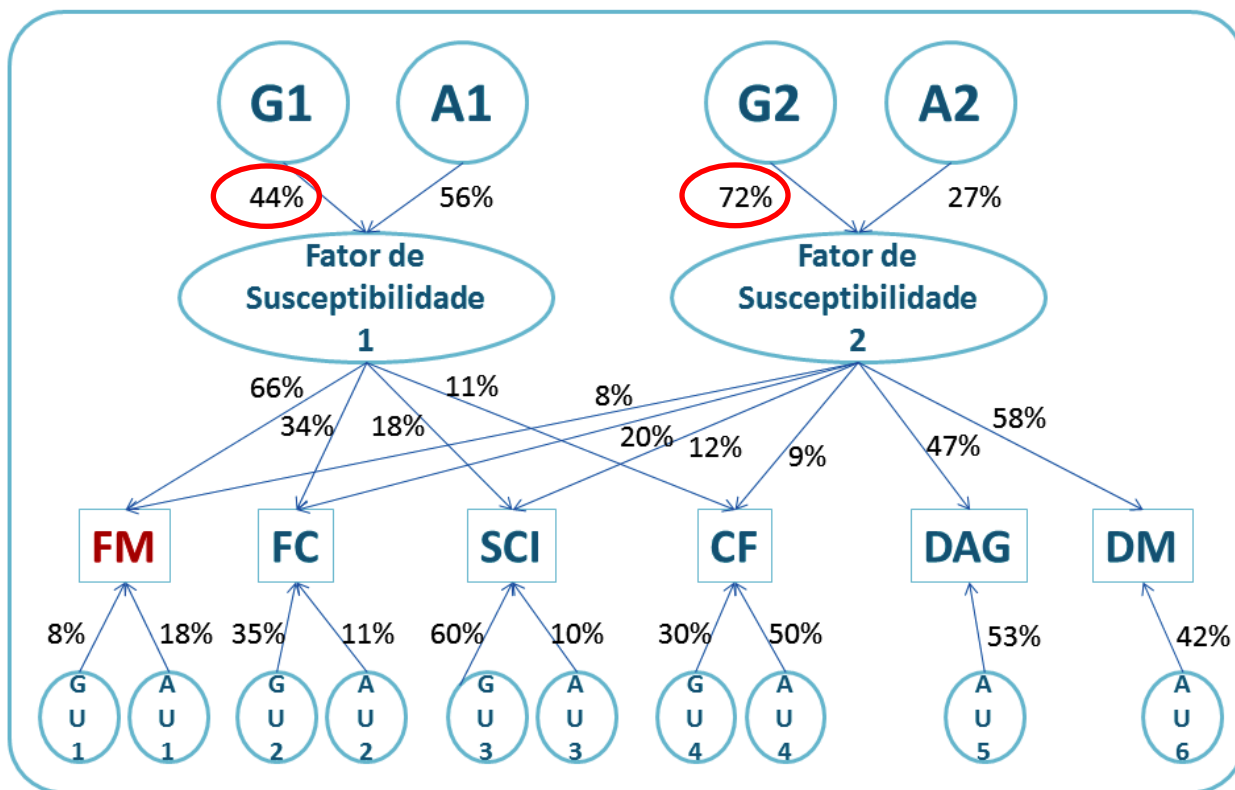 G1 A1 G2 A2
44% 56% 72% 27%
Fator de
Susceptibilidade
1
Fator de
Susceptibilidade
2
66% 11% 8% 58%
34% 18% 20% 12% 9% 47%
FM FC SCI CF DAG DM
8% 18% 35% 11% 60% 10% 30% 50% 53% 42%
G A G A G A G A A A
U U U U U U U U U U
1 1 2 2 3 3 4 4 5 6